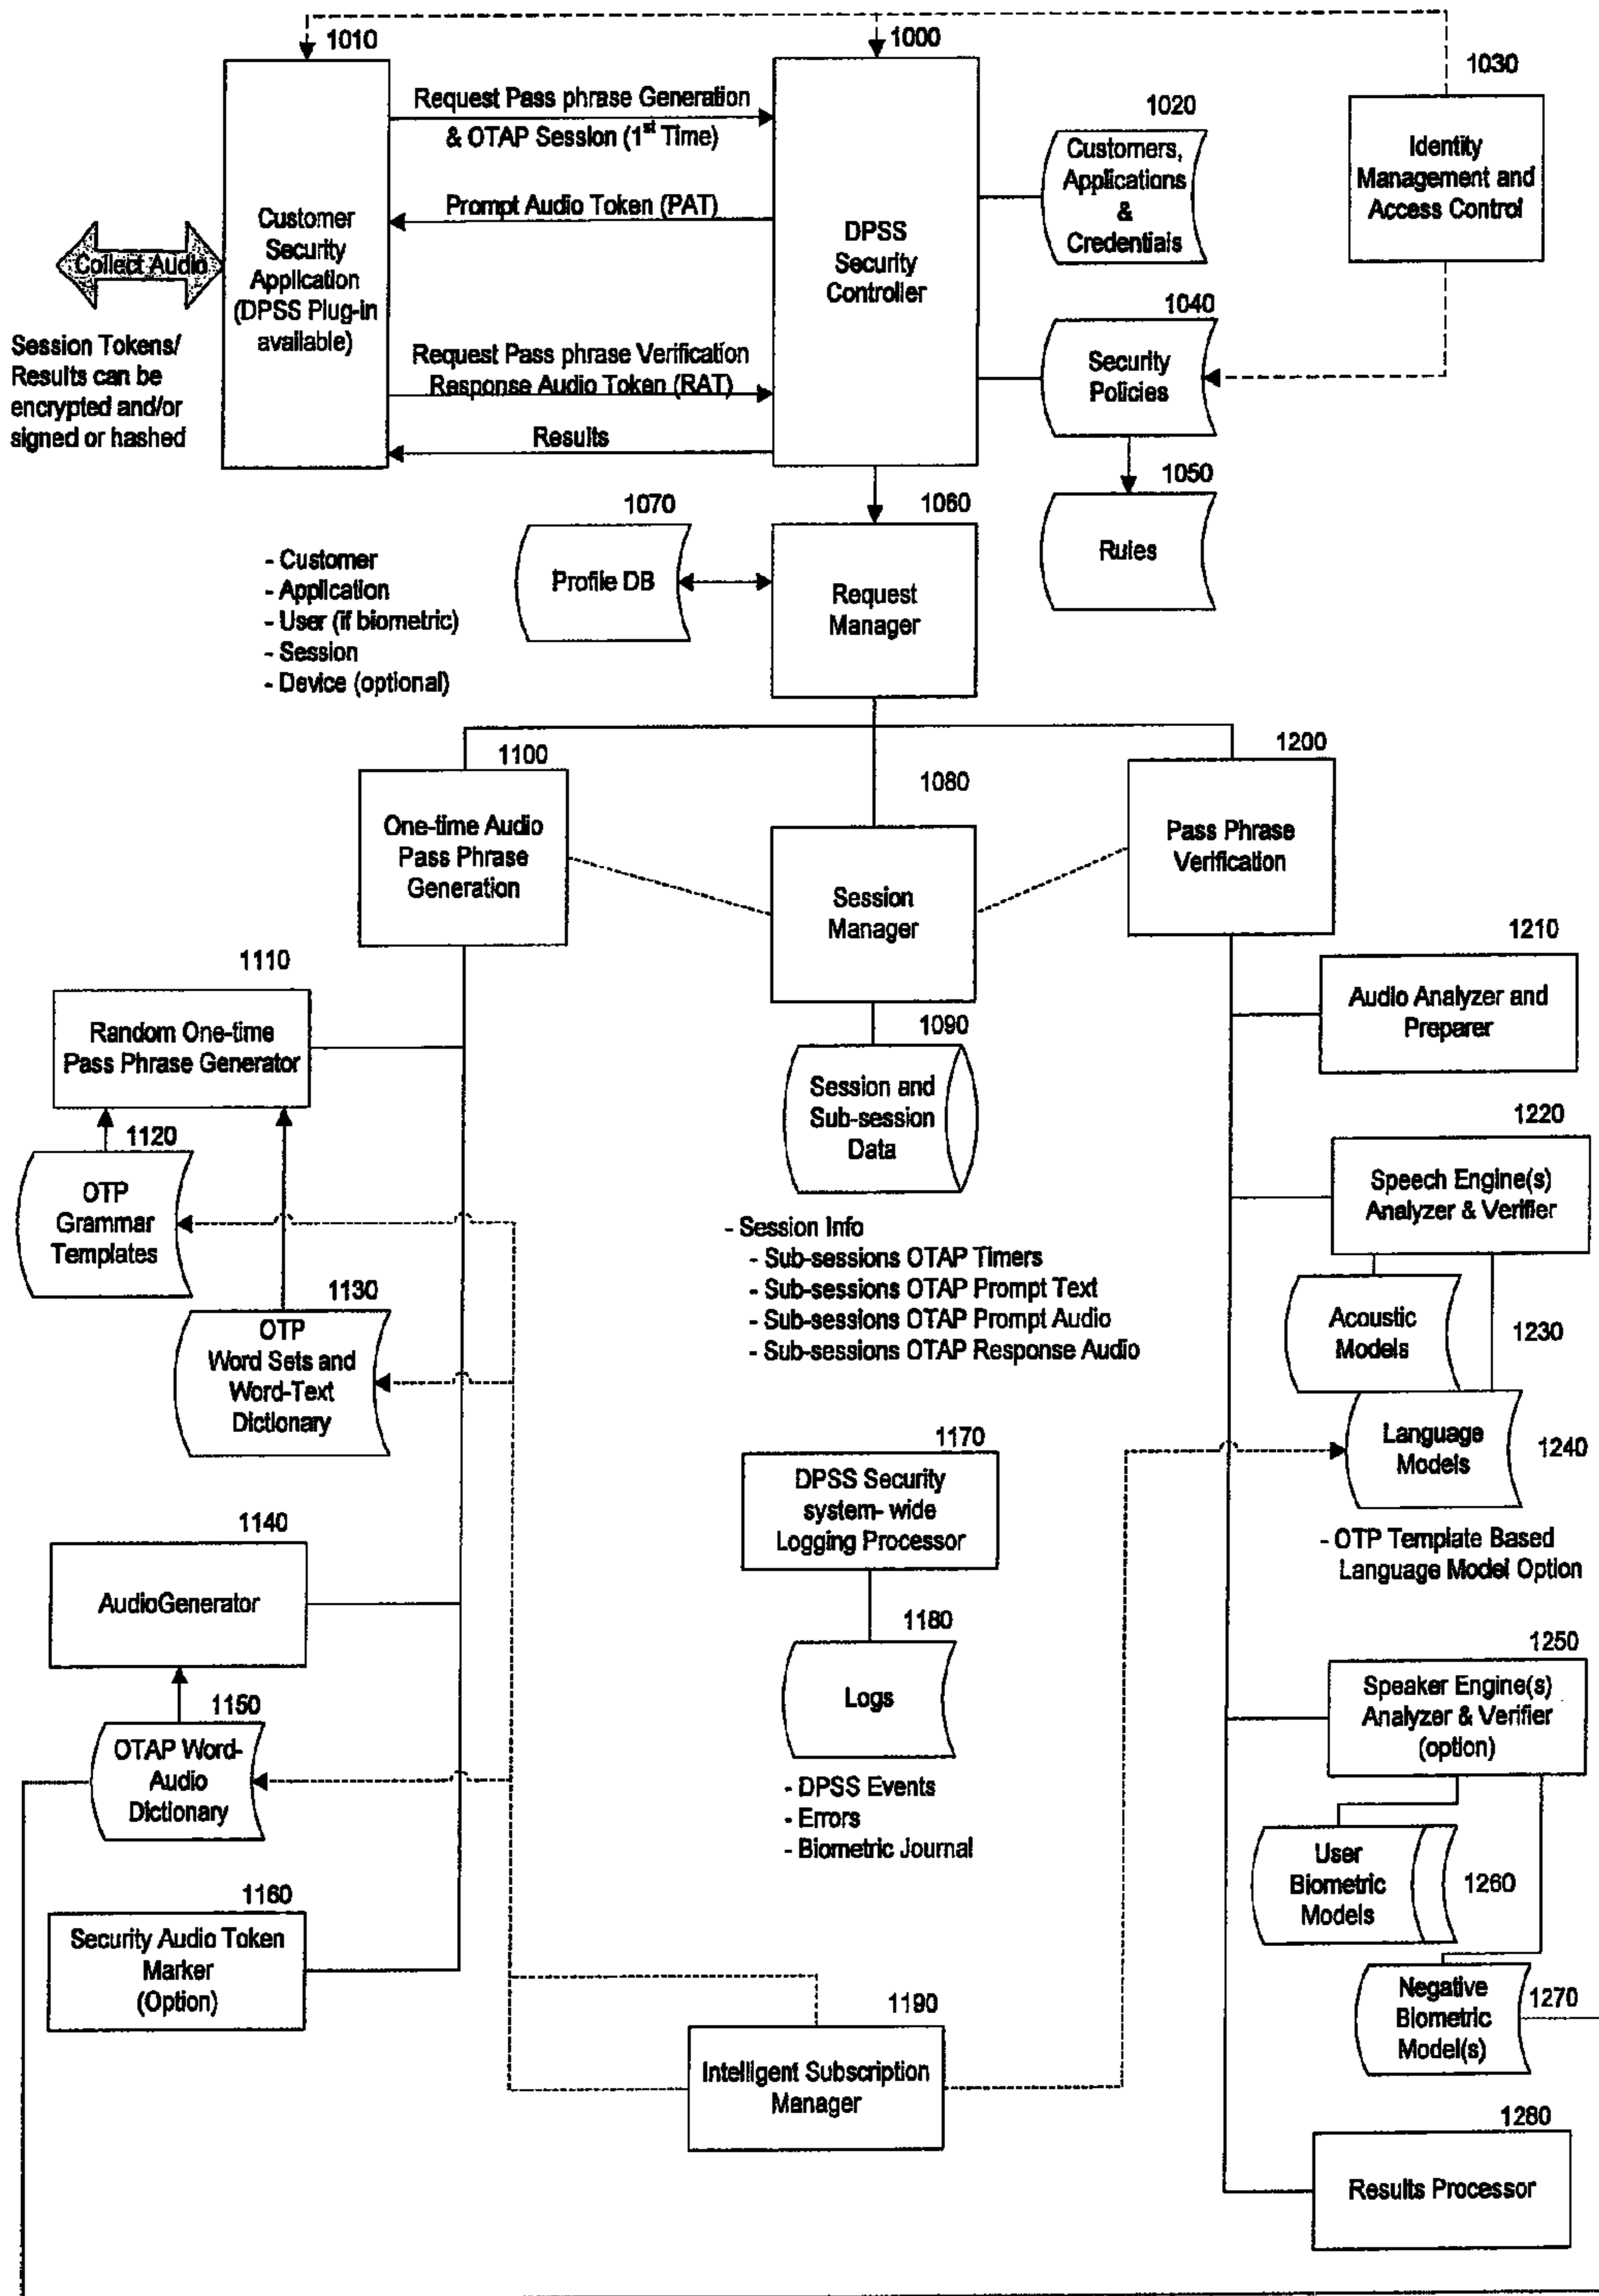 1010
1000
1030
Request Pass phrase Generation
& OTAP Session (1st Time)
1020
Customers,
Applications
&
Credentials
Identity
Management and
Access Control
Prompt Audio Token (PAT)
Customer
Security
Application
(DPSS Plug-in
available)
DPSS
Security
Controller
Collect Audio
Session Tokens/
Results can be
encrypted and/or
signed or hashed
Request Pass phrase Verification
Response Audio Token (RAT)
Results
1040
Security
Policies
1050
Rules
1070
Profile DB
1060
Request
Manager
- Customer
- Application
- User (if biometric)
- Session
- Device (optional)
1100
One-time Audio
Pass Phrase
Generation
1080
Session
Manager
1200
Pass Phrase
Verification
1110
Random One-time
Pass Phrase Generator
1090
Session and
Sub-session
Data
1210
Audio Analyzer and
Preparer
1120
OTP
Grammar
Templates
1220
Speech Engine(s)
Analyzer & Verifier
- Session Info
- Sub-sessions OTAP Timers
- Sub-sessions OTAP Prompt Text
- Sub-sessions OTAP Prompt Audio
- Sub-sessions OTAP Response Audio
1130
OTP
Word Sets and
Word-Text
Dictionary
Acoustic
Models
1230
Language
Models
1240
- OTP Template Based
Language Model Option
1170
DPSS Security
system- wide
Logging Processor
1140
AudioGenerator
1180
Logs
- DPSS Events
- Errors
- Biometric Journal
1150
OTAP Word-
Audio
Dictionary
1250
Speaker Engine(s)
Analyzer & Verifier
(option)
User
Biometric
Models
1260
1160
Security Audio Token
Marker
(Option)
Negative
Biometric
Model(s)
1270
1190
Intelligent Subscription
Manager
1280
Results Processor